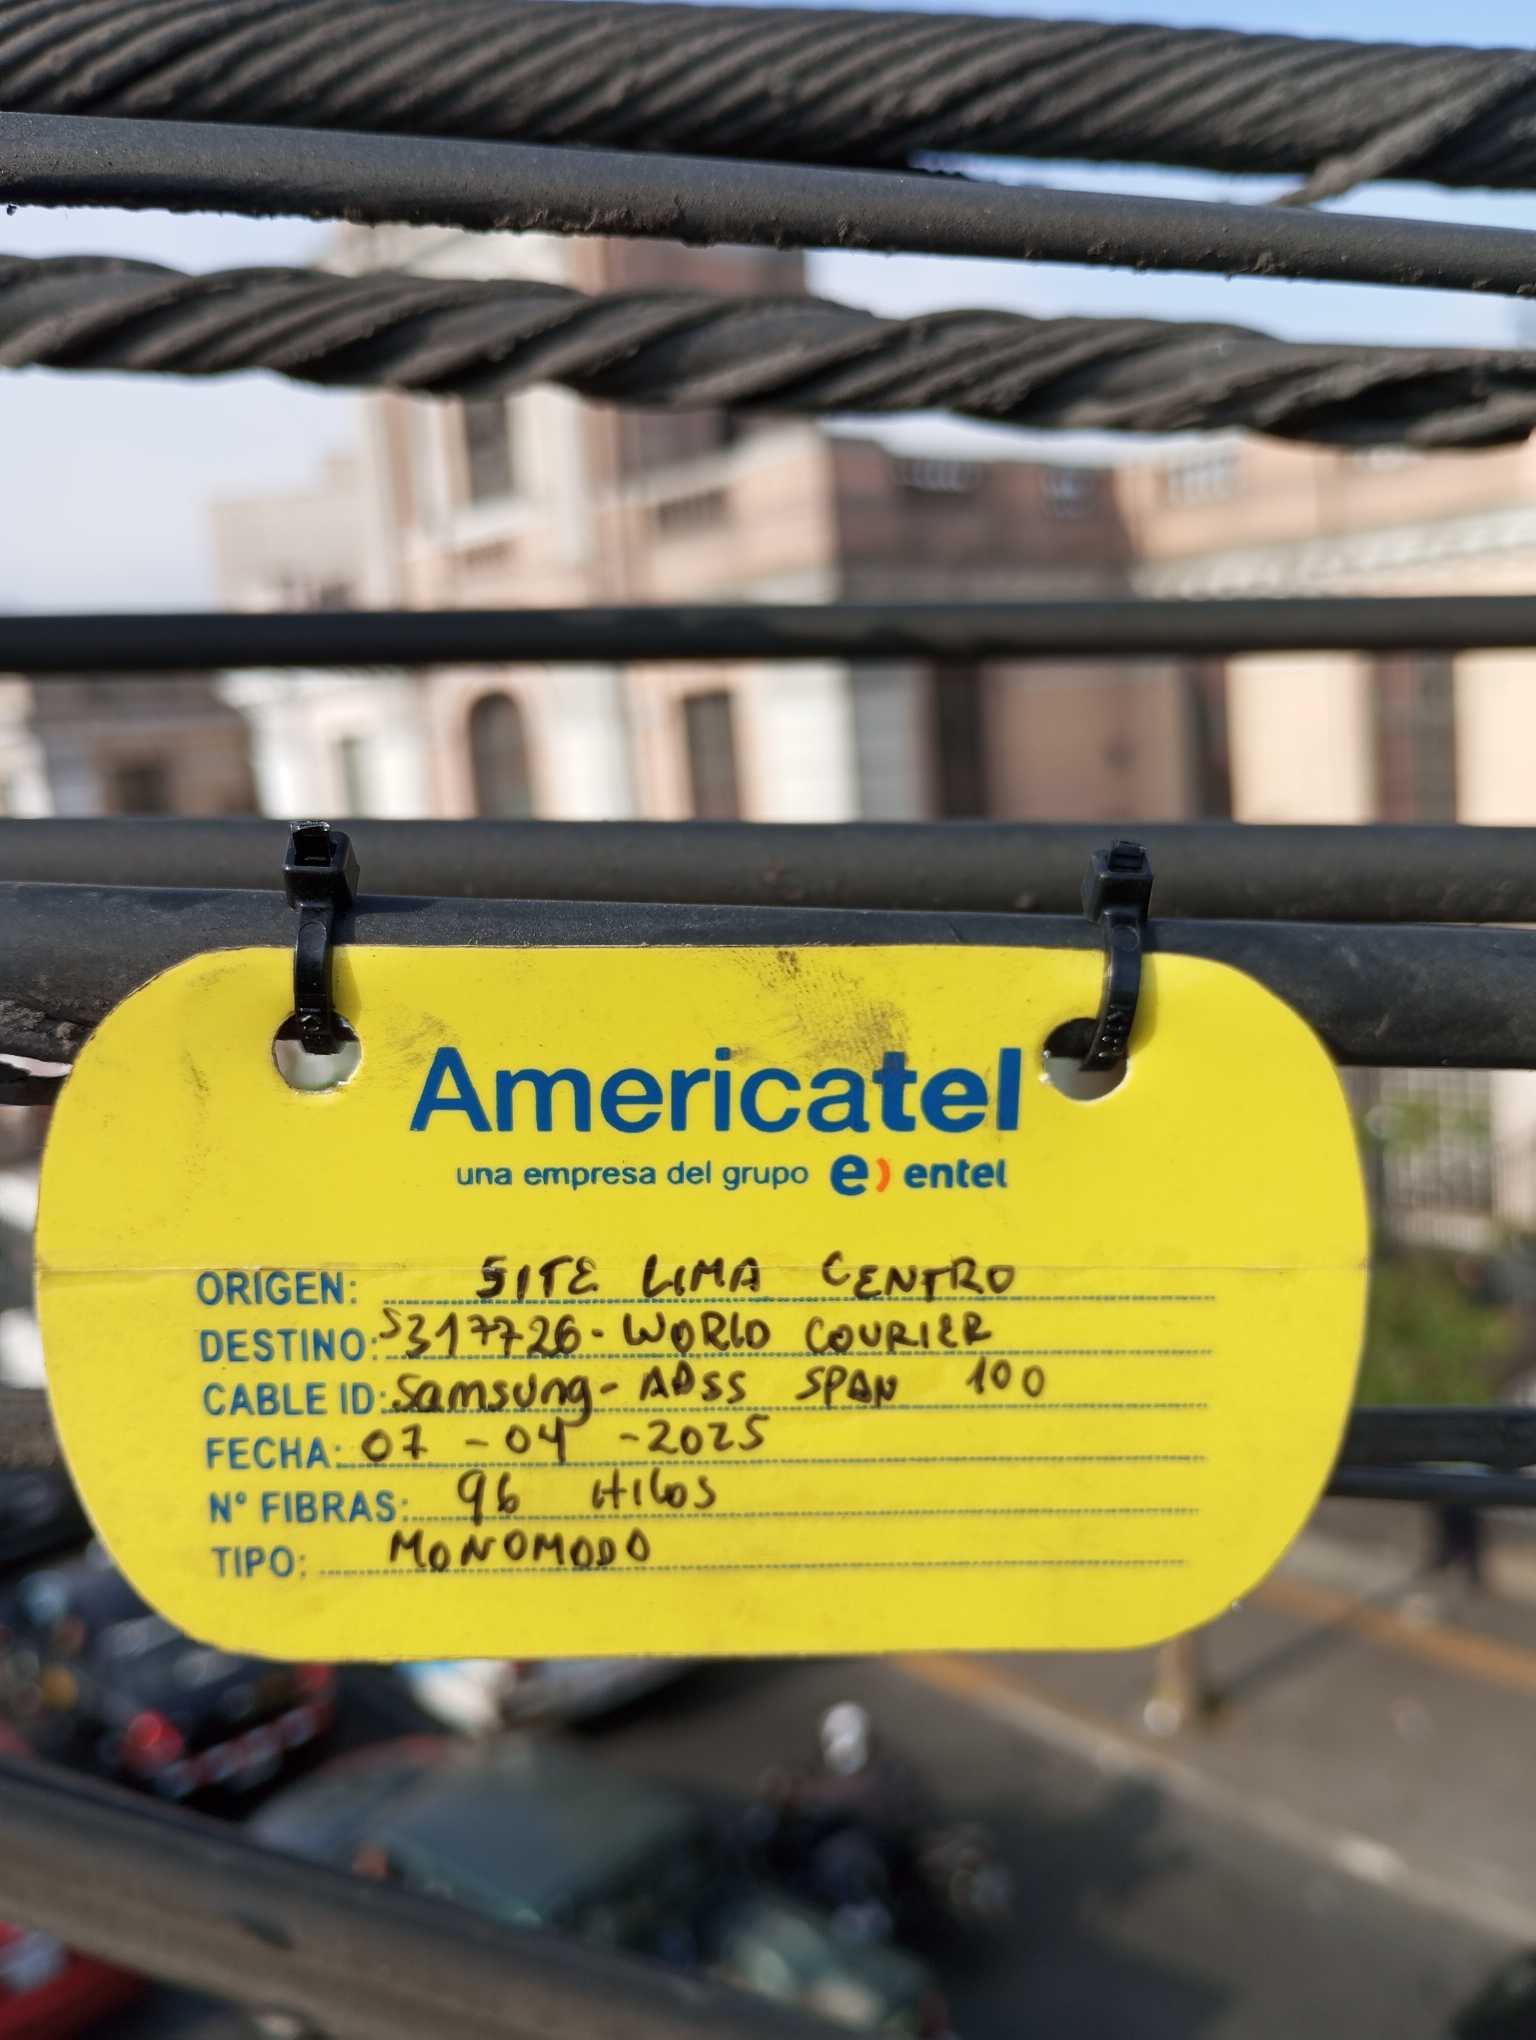 Americatel
una empresa del grupo e) entel
ORIGEN: SITE LIMA CENTRO
DESTINO: S317726-WORLD COURIER
CABLE ID: Samsung-ADSS SPAN 100
FECHA: 07-04-2025
N° FIBRAS: 96 Hilos
TIPO: MONOMODO